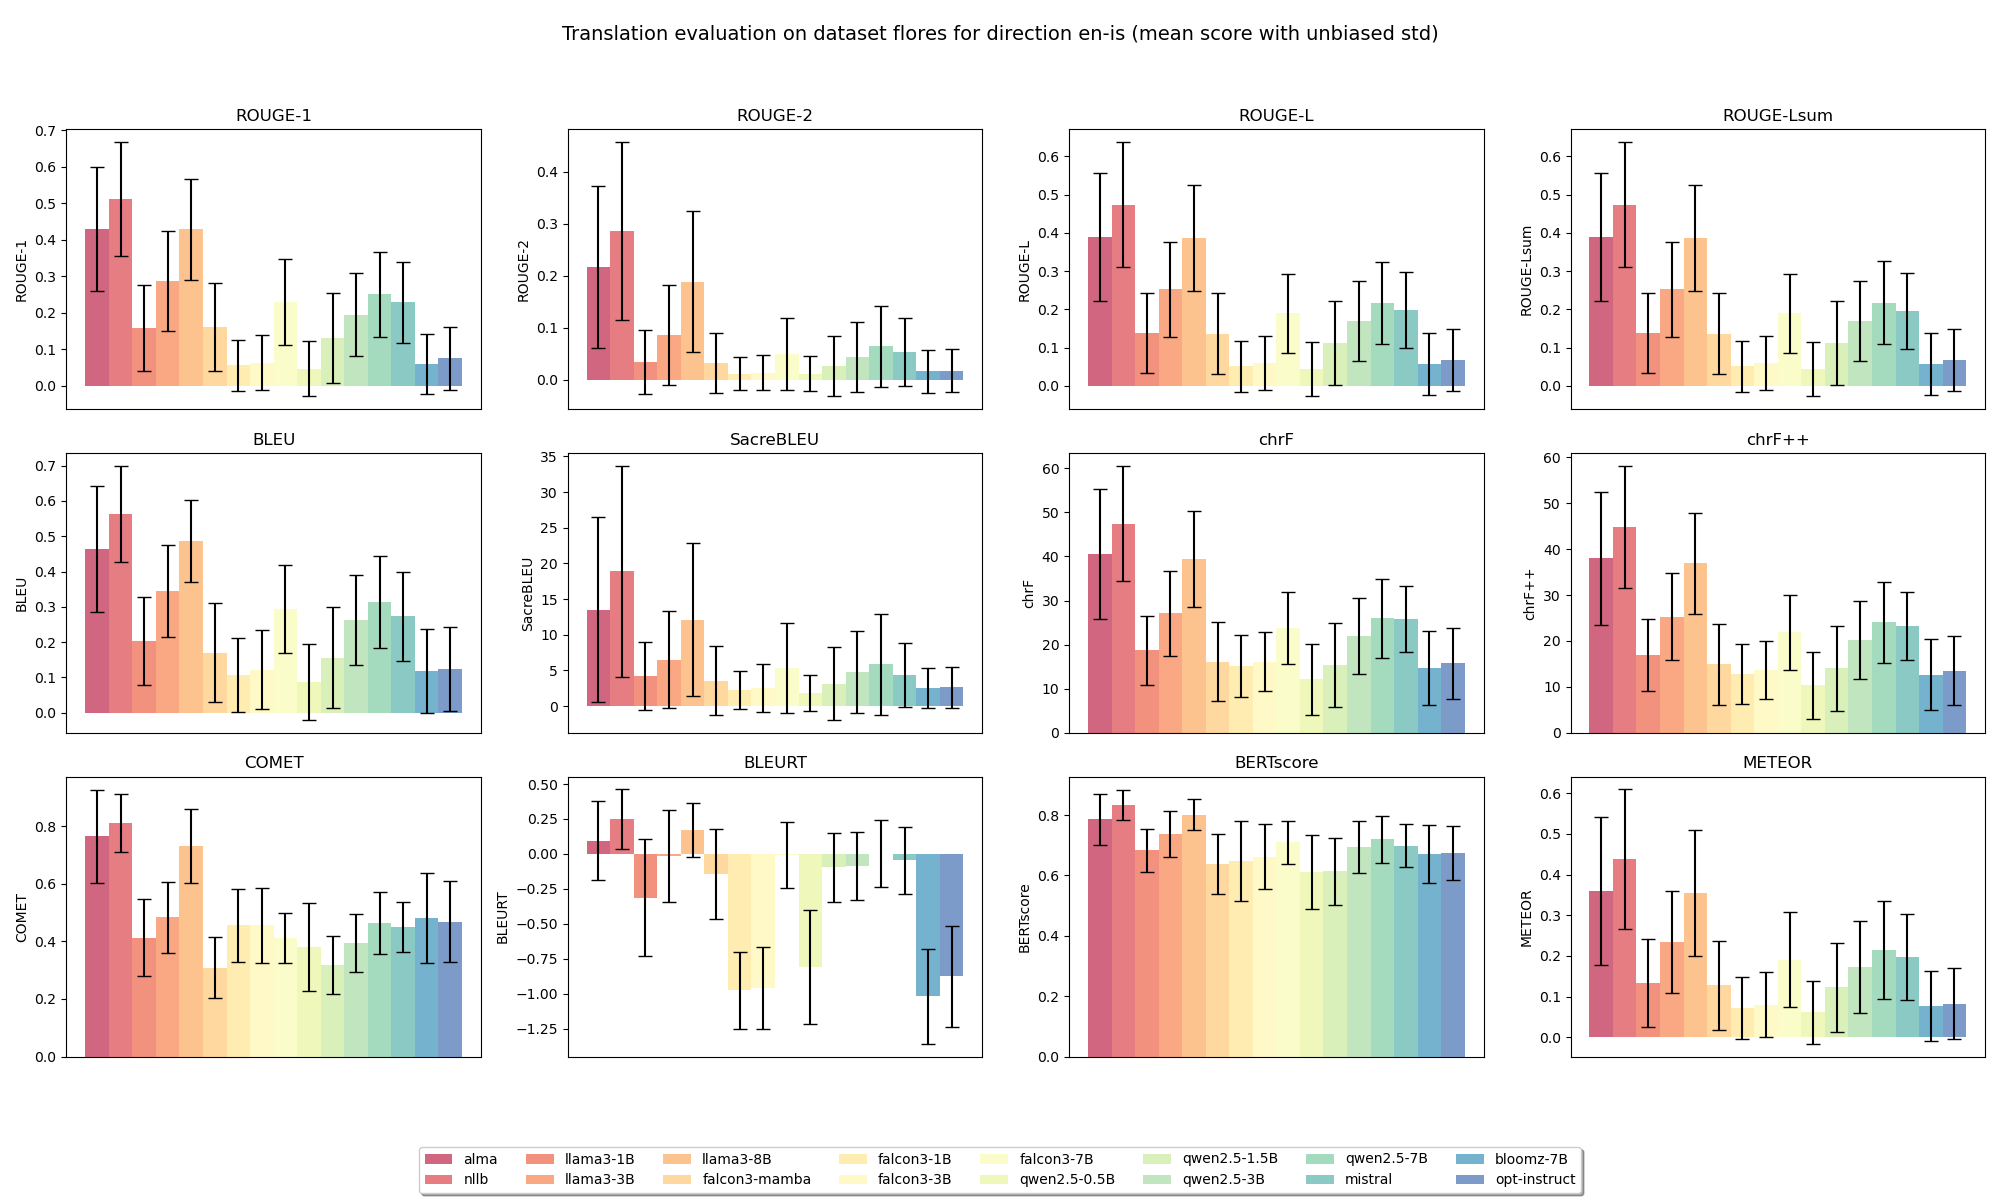 Translation evaluation on dataset flores for direction en-is (mean score with unbiased std)
ROUGE-1
ROUGE-1
0.7
0.6
0.5
0.4
0.3
0.2
0.1
0.0
ROUGE-2
ROUGE-2
0.4
0.3
0.2
0.1
0.0
ROUGE-L
ROUGE-L
0.6
0.5
0.4
0.3
0.2
0.1
0.0
ROUGE-Lsum
ROUGE-Lsum
0.6
0.5
0.4
0.3
0.2
0.1
0.0
BLEU
BLEU
0.7
0.6
0.5
0.4
0.3
0.2
0.1
0.0
SacreBLEU
SacreBLEU
35
30
25
20
15
10
5
0
chrF
chrF
60
50
40
30
20
10
0
chrF++
chrF++
60
50
40
30
20
10
0
COMET
COMET
0.8
0.6
0.4
0.2
0.0
BLEURT
BLEURT
0.50
0.25
0.00
−0.25
−0.50
−0.75
−1.00
−1.25
BERTscore
BERTscore
0.8
0.6
0.4
0.2
0.0
METEOR
METEOR
0.6
0.5
0.4
0.3
0.2
0.1
0.0
alma
nllb
llama3-1B
llama3-3B
llama3-8B
falcon3-mamba
falcon3-1B
falcon3-3B
falcon3-7B
qwen2.5-0.5B
qwen2.5-1.5B
qwen2.5-3B
qwen2.5-7B
mistral
bloomz-7B
opt-instruct